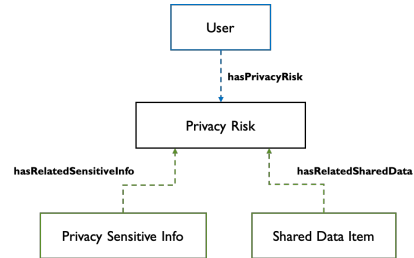 User
hasPrivacyRisk
Privacy Risk
hasRelatedSensitiveInfo
hasRelatedSharedData
Privacy Sensitive Info
Shared Data Item